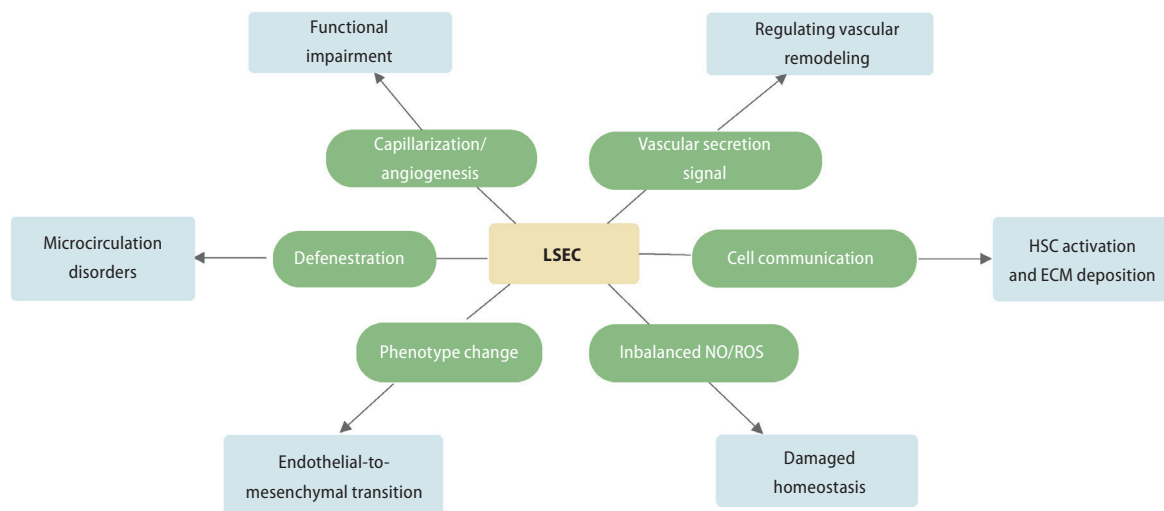 Functional
impairment
Regulating vascular
remodeling
Capillarization/
angiogenesis
Vascular secretion
signal
Microcirculation
disorders
Defenestration
LSEC
Cell communication
HSC activation
and ECM deposition
Phenotype change
Inbalanced NO/ROS
Endothelial-to-
mesenchymal transition
Damaged
homeostasis